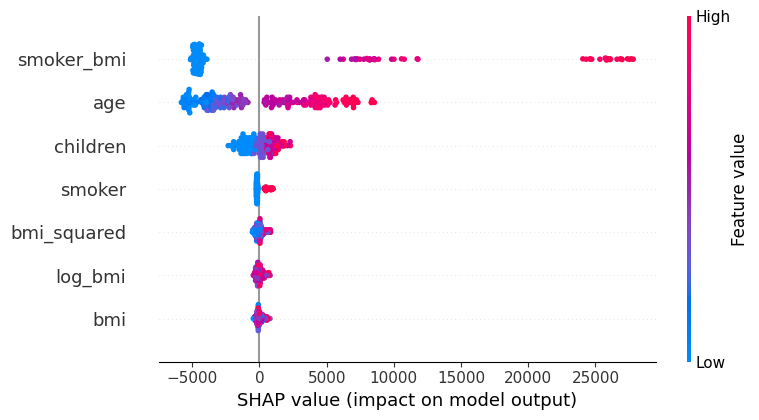 High
smoker_bmi
age
children
smoker
bmi_squared
log_bmi
bmi
Feature value
Low
−5000 0 5000 10000 15000 20000 25000
SHAP value (impact on model output)